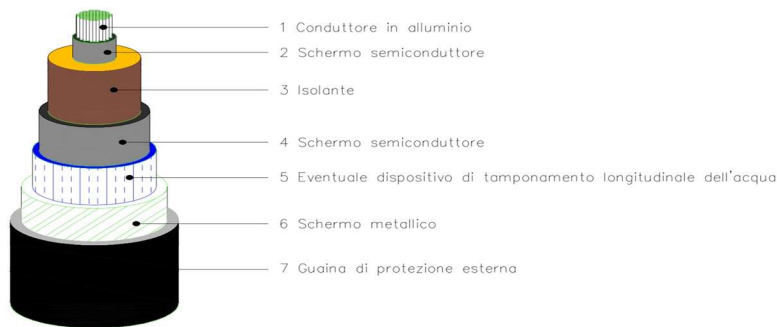 1 Conduttore in alluminio
2 Schermo semiconduttore
3 Isolante
4 Schermo semiconduttore
5 Eventuale dispositivo di tamponamento longitudinale dell'acqua
6 Schermo metallico
7 Guaina di protezione esterna